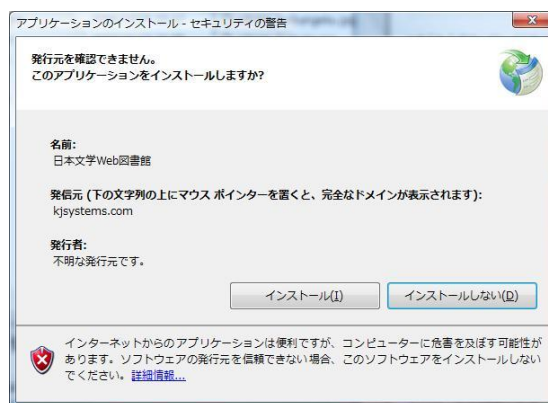 アプリケーションのインストール - セキュリティの警告
発行元を確認できません。
このアプリケーションをインストールしますか?
名前:
日本文学Web図書館
発信元 (下の文字列の上にマウス ポインターを置くと、完全なドメインが表示されます):
kjsystems.com
発行者:
不明な発行元です。
インストール(I)
インストールしない(D)
インターネットからのアプリケーションは便利ですが、コンピューターに危害を及ぼす可能性が
あります。ソフトウェアの発行元を信頼できない場合、このソフトウェアをインストールしない
でください。詳細情報...